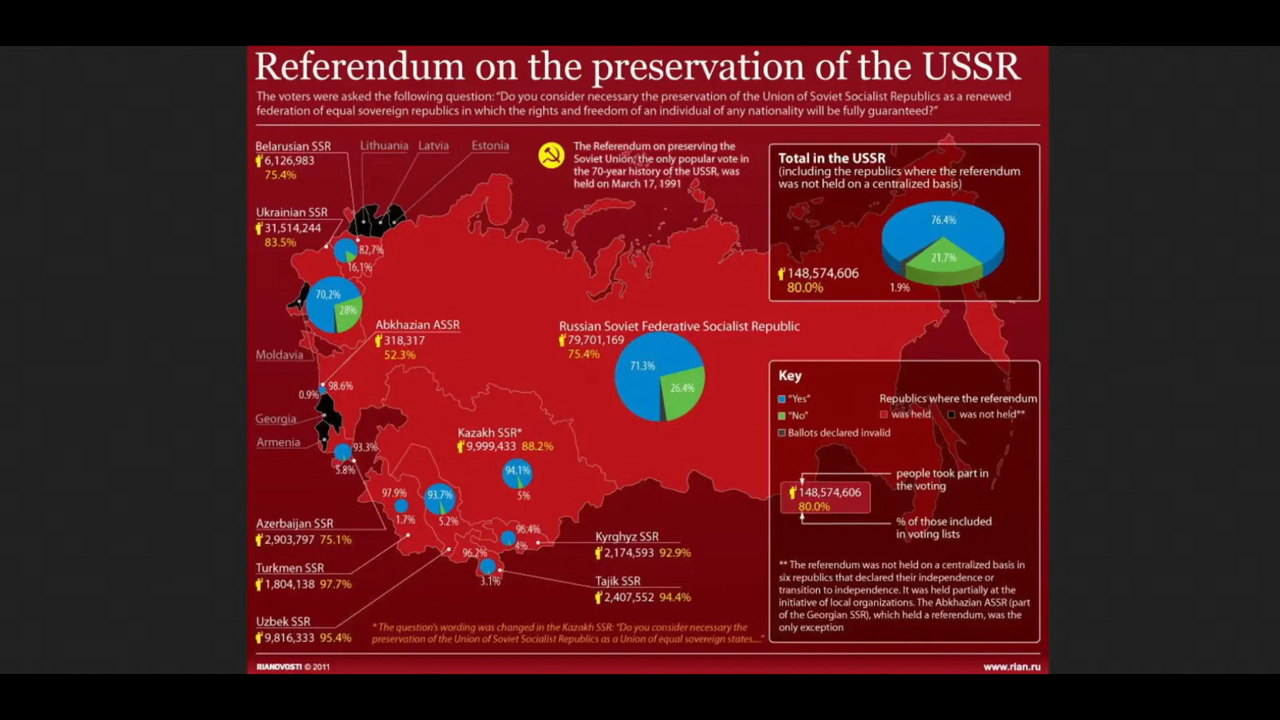 Referendum on the preservation of the USSR
The voters were asked the following question: "Do you consider necessary the preservation of the Union of Soviet Socialist Republics as a renewed
federation of equal sovereign republics in which the rights and freedom of an individual of any nationality will be fully guaranteed?"
Belarusian SSR
6,126,983
75.4%
Lithuania
Latvia
Estonia
The Referendum on preserving the
Soviet Union, the only popular vote in
the 70-year history of the USSR, was
held on March 17, 1991
Total in the USSR
(including the republics where the referendum
was not held on a centralized basis)
76.4%
21.7%
1.9%
148,574,606
80.0%
Ukrainian SSR
31,514,244
83.5%
82,7%
16,1%
70,2%
28%
Abkhazian ASSR
318,317
52.3%
Moldavia
98.6%
0.9%
Georgia
Armenia
93.3%
5.8%
Russian Soviet Federative Socialist Republic
79,701,169
75.4%
71.3%
26.4%
Kazakh SSR*
9,999,433 88.2%
94.1%
5%
97.9%
1.7%
93.7%
5.2%
96.4%
4%
96.2%
3.1%
Azerbaijan SSR
2,903,797 75.1%
Turkmen SSR
1,804,138 97.7%
Uzbek SSR
9,816,333 95.4%
Kyrghyz SSR
2,174,593 92.9%
Tajik SSR
2,407,552 94.4%
Key
"Yes"
"No"
Ballots declared invalid
Republics where the referendum
was held
was not held**
people took part in
the voting
148,574,606
80.0%
% of those included
in voting lists
** The referendum was not held on a centralized basis in
six republics that declared their independence or
transition to independence. It was held partially at the
initiative of local organizations. The Abkhazian ASSR (part
of the Georgian SSR), which held a referendum, was the
only exception
* The question's wording was changed in the Kazakh SSR: "Do you consider necessary the
preservation of the Union of Soviet Socialist Republics as a Union of equal sovereign states...."
RIANOVOSTI © 2011
www.rian.ru